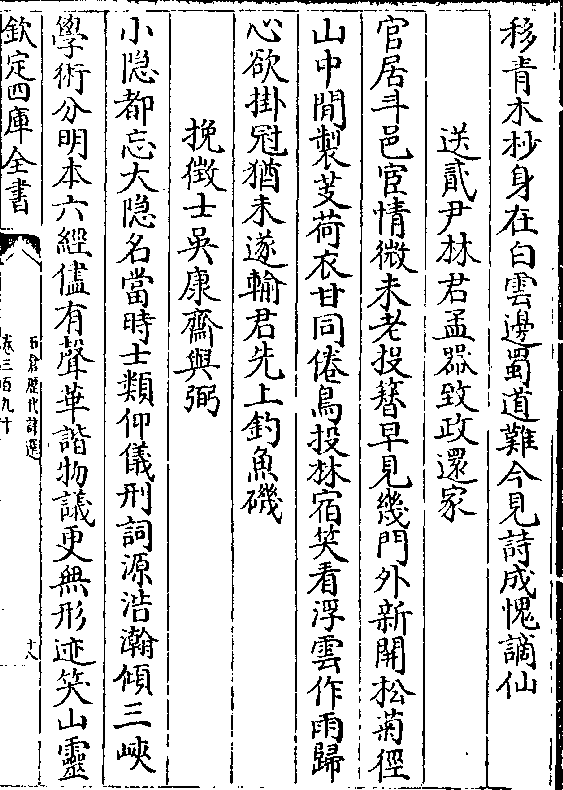 移青木杪身在白雲邊蜀道難今見詩成愧謫仙
送貳尹林君孟器致政還家
官居斗邑宦情微未老投簪早見幾門外新開松菊徑
山中閒製芰荷衣甘同倦鳥投林宿笑看浮雲作雨歸
心欲掛冠猶未遂輸君先上釣魚磯
挽徵士吳康齋與弼
小隐都忘大隐名當時士類仰儀刑詞源浩瀚傾三峽
學術分明本六經儘有聲華諧物議更無形迹笑山靈
欽定四庫全書
石倉歷代詩選
卷三百九十